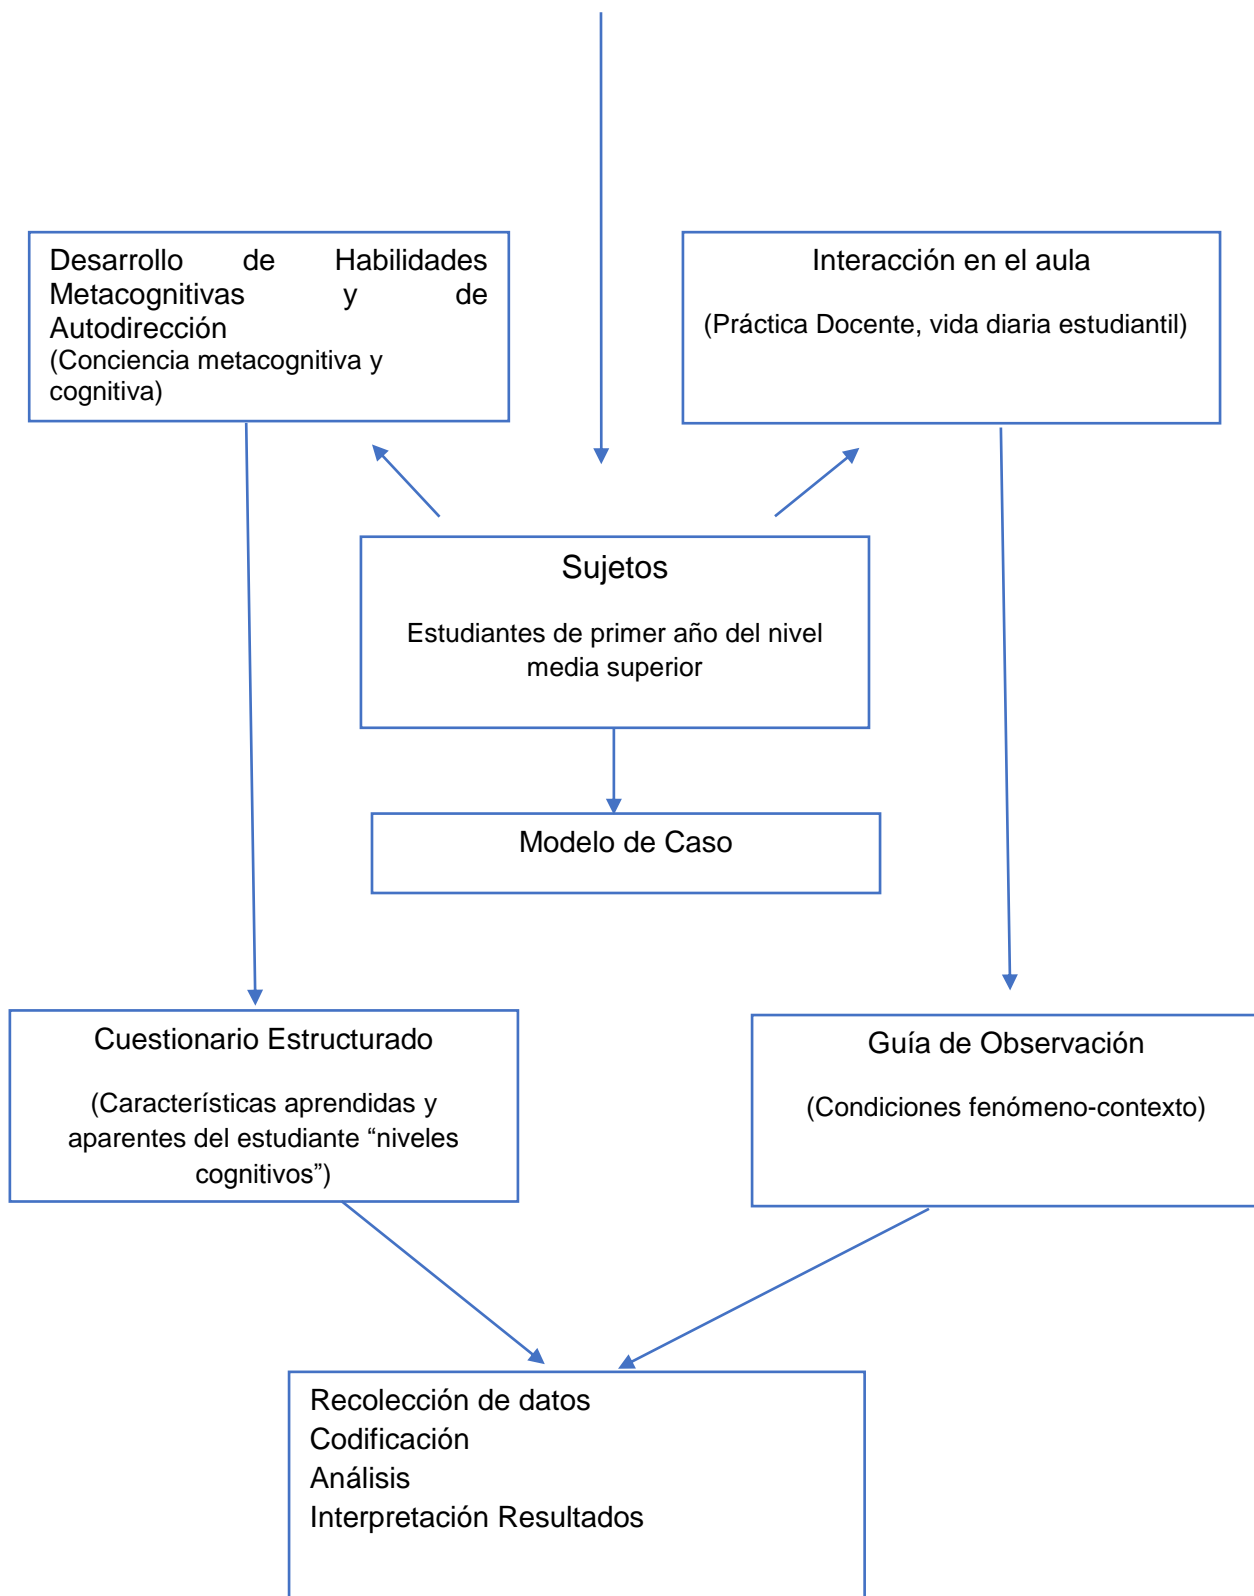 Desarrollo de Habilidades
Metacognitivas y de
Autodirección
(Conciencia metacognitiva y
cognitiva)
Interacción en el aula
(Práctica Docente, vida diaria estudiantil)
Sujetos
Estudiantes de primer año del nivel
media superior
Modelo de Caso
Cuestionario Estructurado
(Características aprendidas y
aparentes del estudiante “niveles
cognitivos”)
Guía de Observación
(Condiciones fenómeno-contexto)
Recolección de datos
Codificación
Análisis
Interpretación Resultados